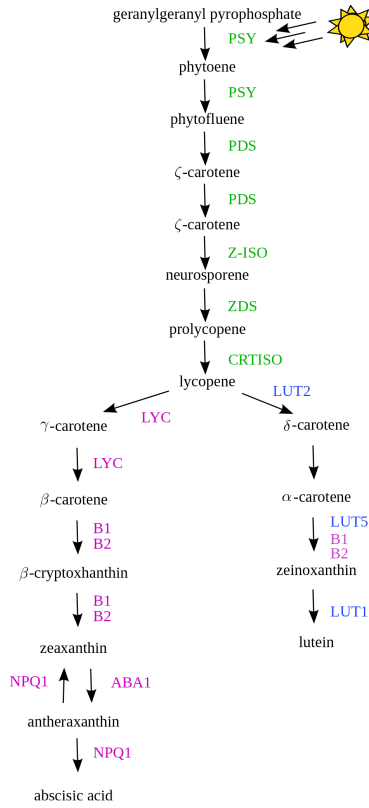 geranylgeranyl pyrophosphate
PSY
phytoene
PSY
phytofluene
PDS
ζ-carotene
PDS
ζ-carotene
Z-ISO
neurosporene
ZDS
prolycopene
CRTISO
lycopene
LUT2
LYC
γ-carotene
δ-carotene
LYC
β-carotene
α-carotene
LUT5
B1
B1
B2
B2
β-cryptoxhanthin
zeinoxanthin
B1
B2
LUT1
zeaxanthin
lutein
NPQ1
ABA1
antheraxanthin
NPQ1
abscisic acid